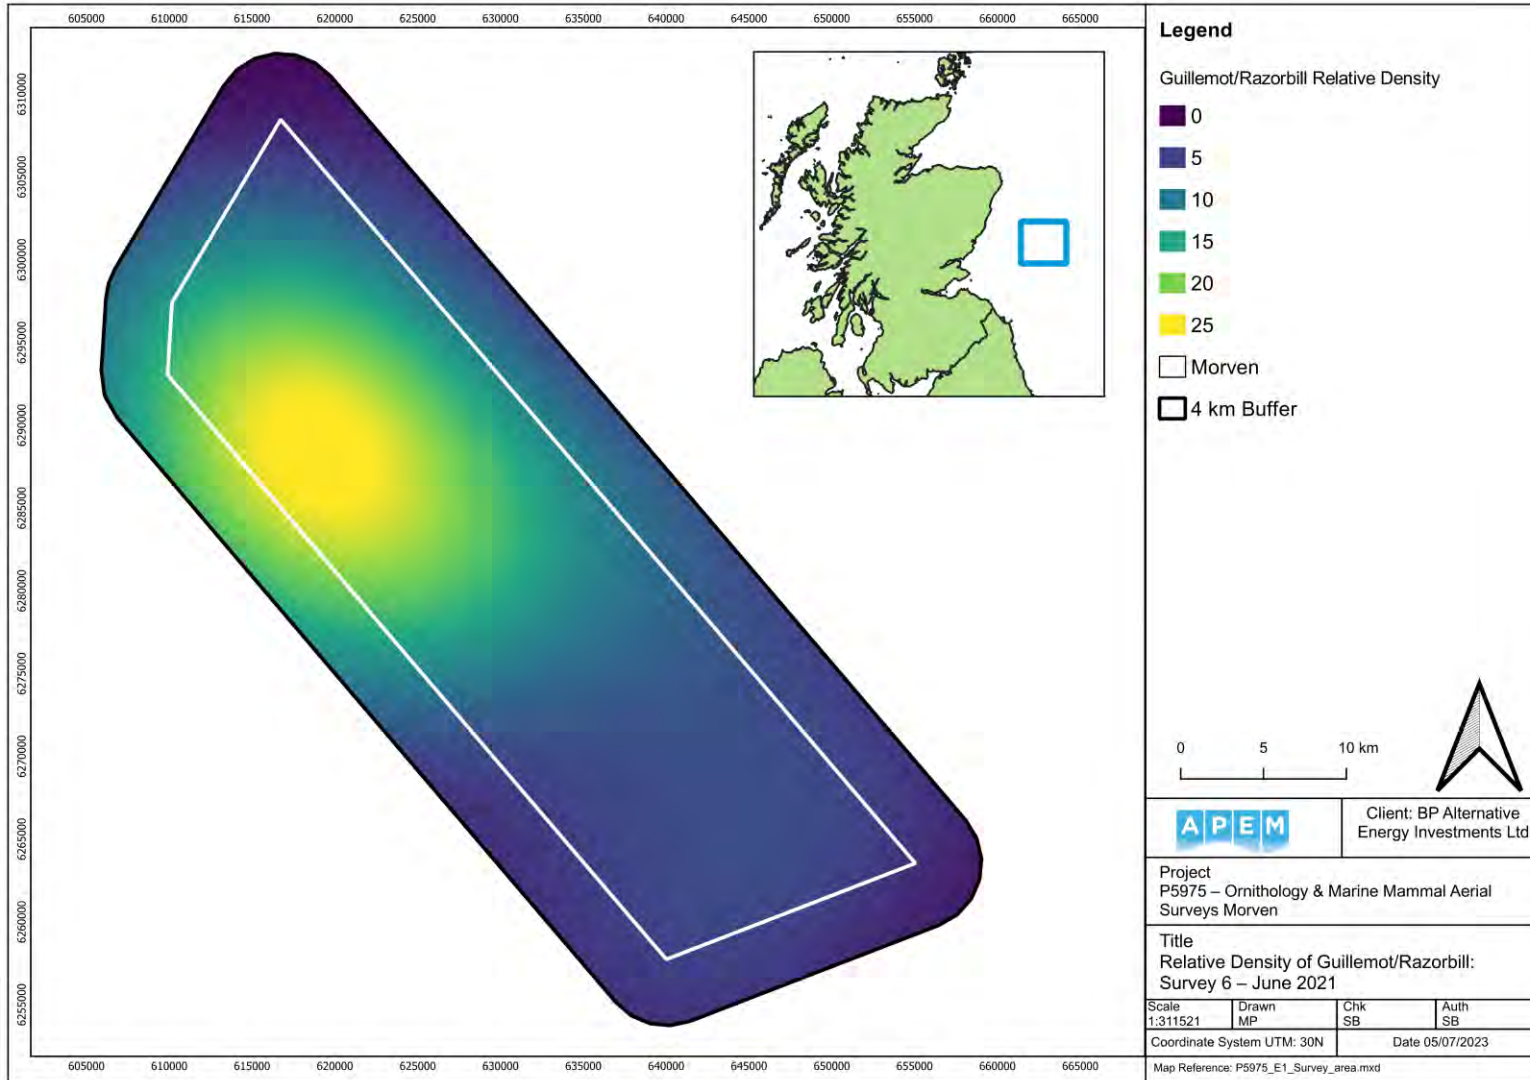 605000 610000 615000 620000 625000 630000 635000 640000 645000 650000 655000 660000 665000
6310000
6305000
6300000
6295000
6290000
6285000
6280000
6275000
6270000
6265000
6260000
6255000
605000 610000 615000 620000 625000 630000 635000 640000 645000 650000 655000 660000 665000
Legend
Guillemot/Razorbill Relative Density
0
5
10
15
20
25
Morven
4 km Buffer
0 5 10 km
APEM
Client: BP Alternative
Energy Investments Ltd
Project
P5975 – Ornithology & Marine Mammal Aerial
Surveys Morven
Title
Relative Density of Guillemot/Razorbill:
Survey 6 – June 2021
Scale Drawn Chk Auth
1:311521 MP SB SB
Coordinate System UTM: 30N Date 05/07/2023
Map Reference: P5975_E1_Survey_area.mxd